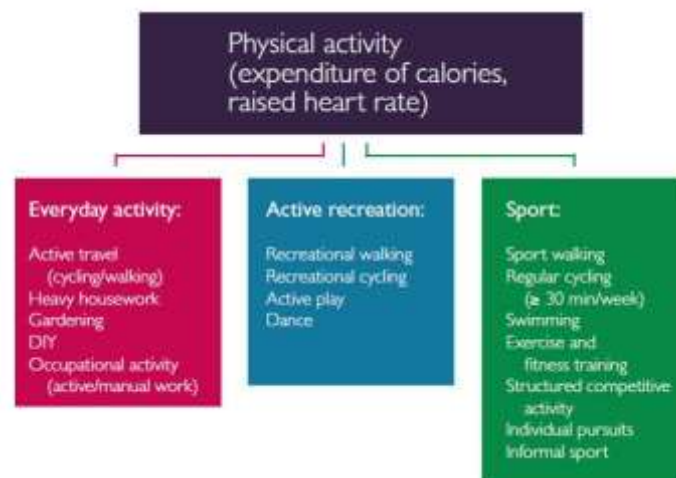 Physical activity
(expenditure of calories,
raised heart rate)
Everyday activity:
Active travel
(cycling/walking)
Heavy housework
Gardening
DIY
Occupational activity
(active/manual work)
Active recreation:
Recreational walking
Recreational cycling
Active play
Dance
Sport:
Sport walking
Regular cycling
(≥ 30 min/week)
Swimming
Exercise and
fitness training
Structured competitive
activity
Individual pursuits
Informal sport